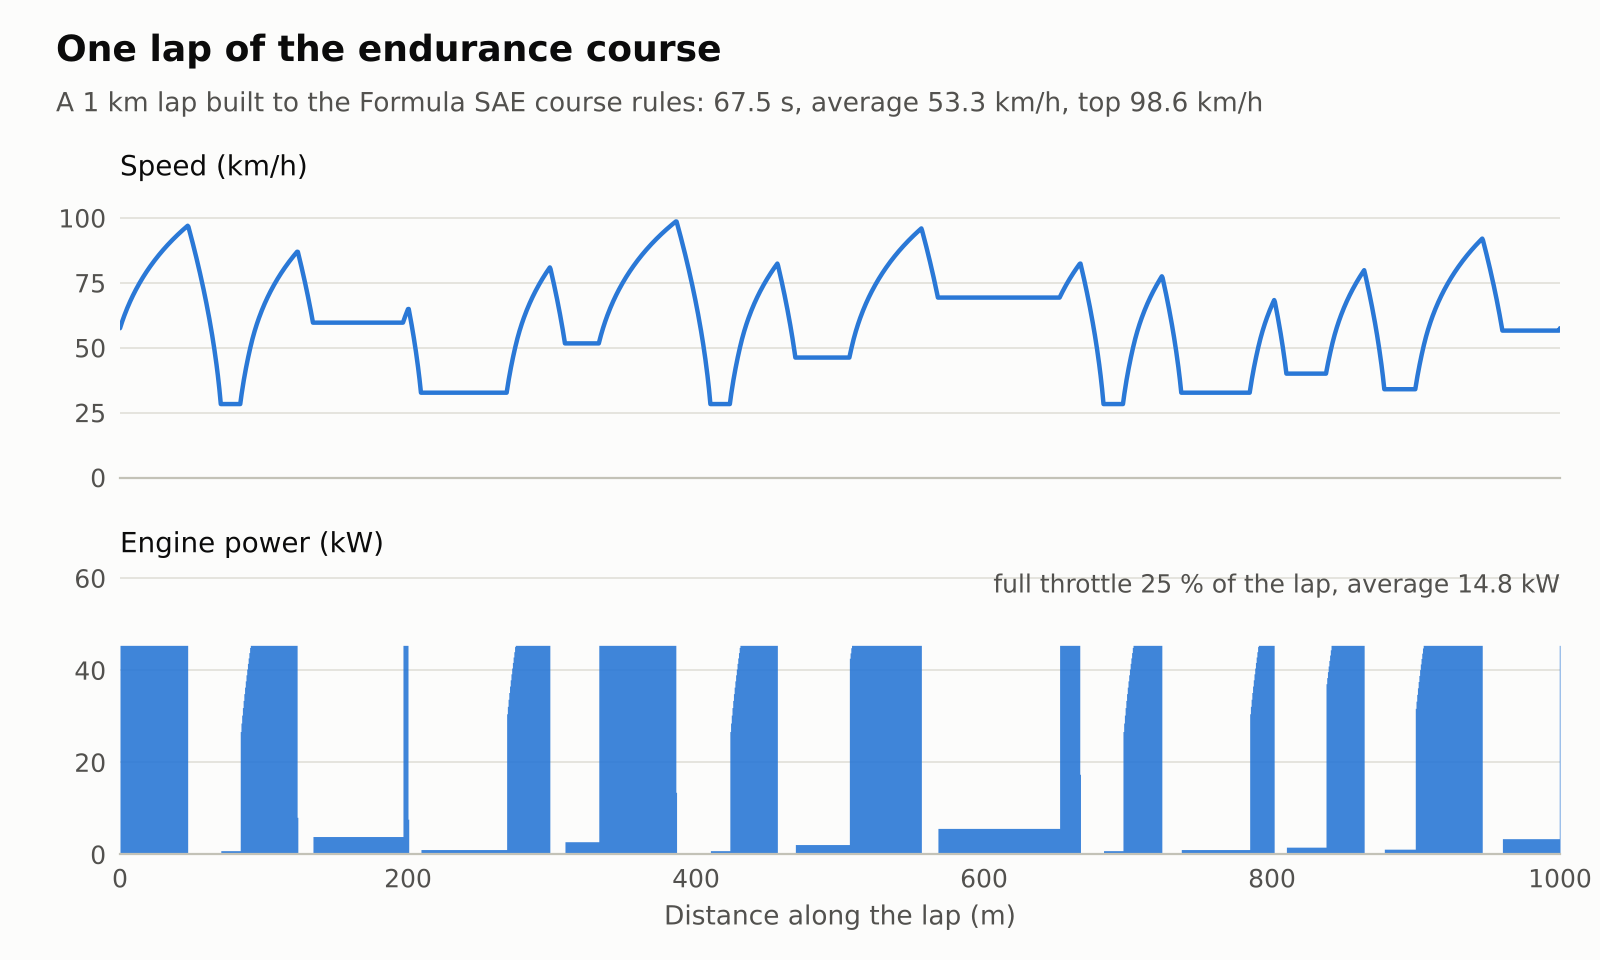 One lap of the endurance course
A 1 km lap built to the Formula SAE course rules: 67.5 s, average 53.3 km/h, top 98.6 km/h
Speed (km/h)
100
75
50
25
0
Engine power (kW)
60
full throttle 25 % of the lap, average 14.8 kW
40
20
0
0 200 400 600 800 1000
Distance along the lap (m)